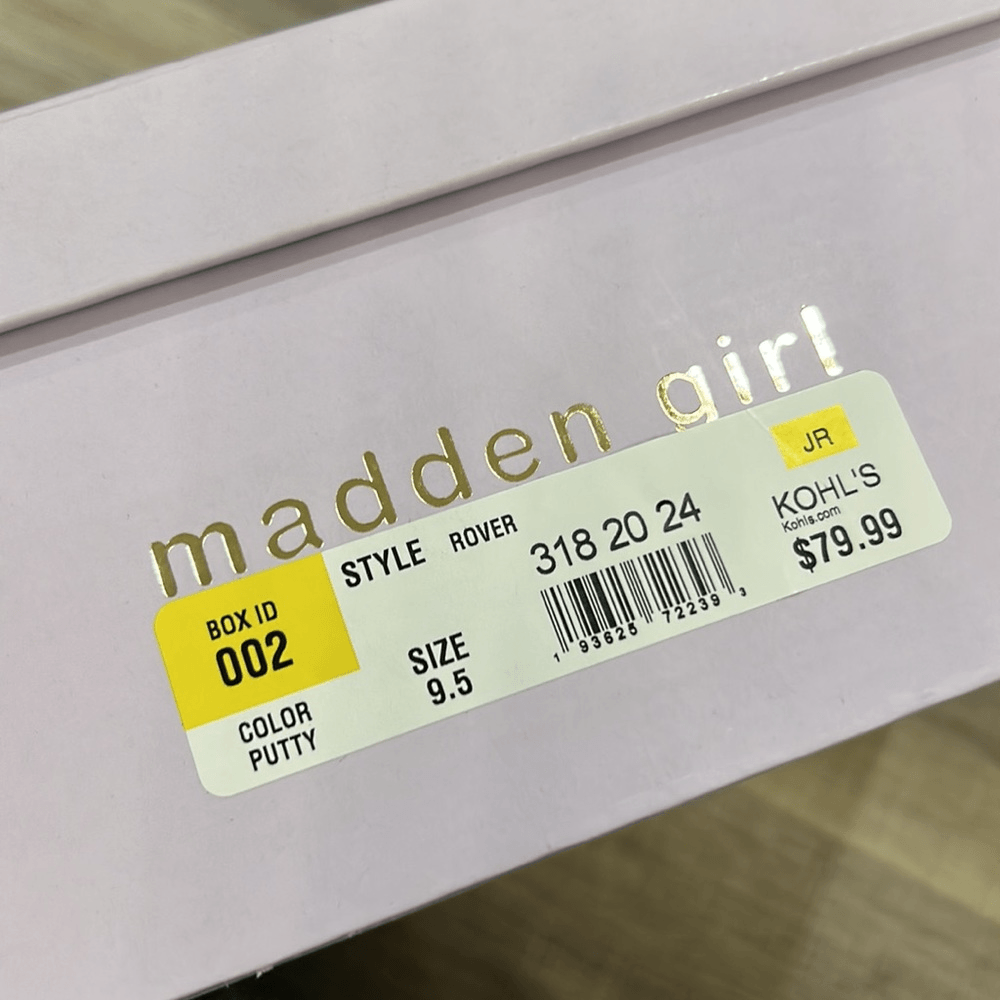 madden girl
BOX ID
002
COLOR
PUTTY
STYLE ROVER
SIZE
9.5
318 20 24
1 93625 72239 3
JR
KOHL'S
Kohls.com
$79.99